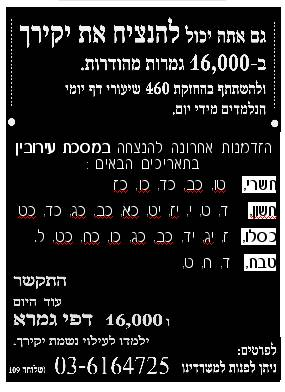 גם אתה יכול להנציח את יקירך
ב-16,000 גמרות מהודרות.
ולהשתתף בהחזקת 460 שיעורי דף יומי
הנלמדים מידי יום.
הזדמנות אחרונה להנצחה במסכת עירובין
בתאריכים הבאים :
תשרי, טו, כב, כד, כו, כז
חשון, ד, ט, י, יז, יט, כא, כב, כג, כד, כט
כסלו, ז, יג, יד, כב, כג, כו, כח, כט, ל.
טבח, ד, ח, ט,
התקשר
עוד היום
ו 16,000 דפי גמרא
ילמדו לעילוי נשמת יקירך.
לפרטים:
ניתן לפנות למשרדינו 03-6164725 ושלוחה 109